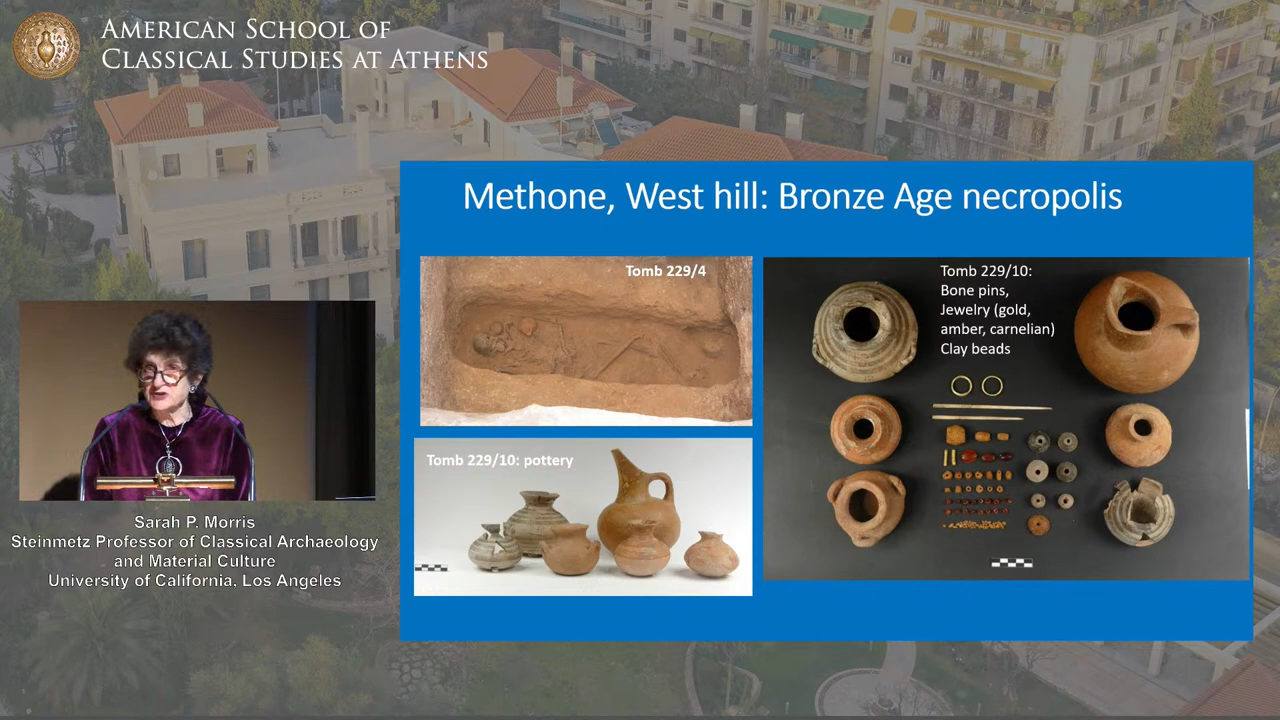 AMERICAN SCHOOL OF
CLASSICAL STUDIES AT ATHENS
Methone, West hill: Bronze Age necropolis
Tomb 229/4
Tomb 229/10:
Bone pins,
Jewelry (gold,
amber, carnelian)
Clay beads
Tomb 229/10: pottery
Sarah P. Morris
Steinmetz Professor of Classical Archaeology
and Material Culture
University of California, Los Angeles